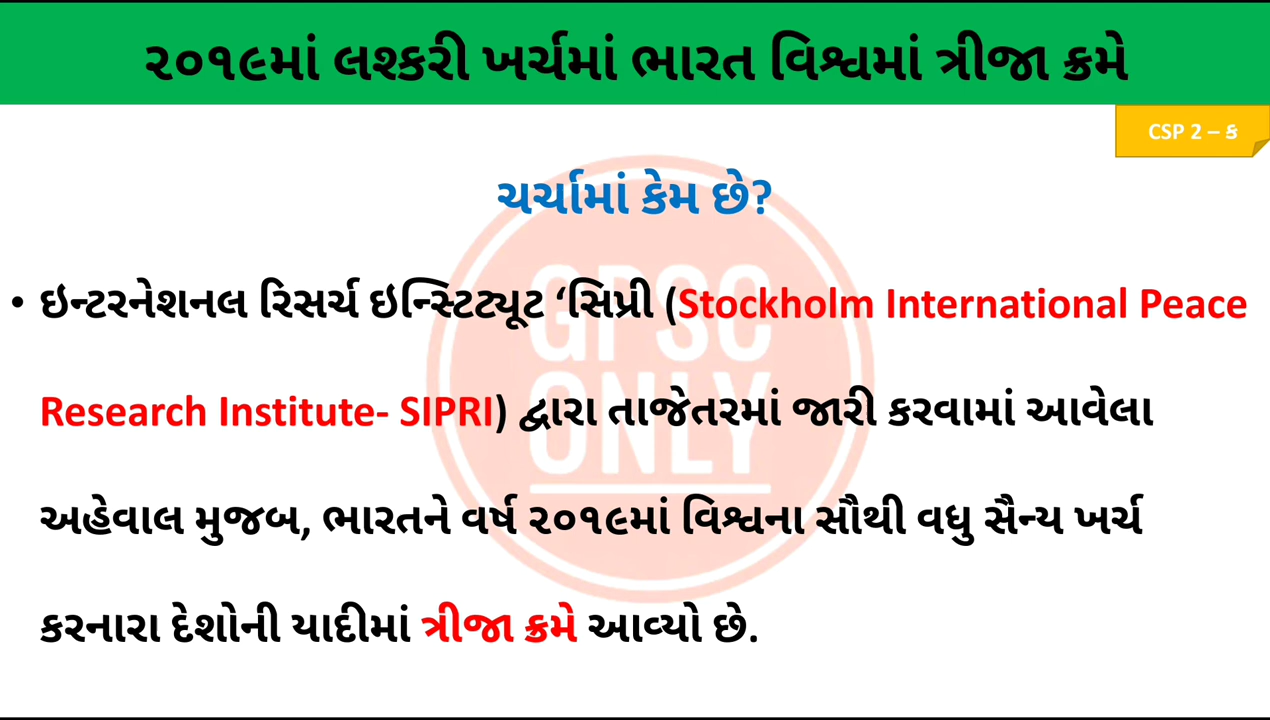 ૨૦૧૯માં લશ્કરી ખર્ચમાં ભારત વિશ્વમાં ત્રીજા ક્રમે
CSP 2 – ક
ચર્ચામાં કેમ છે?
• ઇન્ટરનેશનલ રિસર્ચ ઇન્સ્ટિટ્યૂટ ‘સિપ્રી (Stockholm International Peace
Research Institute- SIPRI) દ્વારા તાજેતરમાં જારી કરવામાં આવેલા
અહેવાલ મુજબ, ભારતને વર્ષ ૨૦૧૯માં વિશ્વના સૌથી વધુ સૈન્ય ખર્ચ
કરનારા દેશોની યાદીમાં ત્રીજા ક્રમે આવ્યો છે.
GPSC
ONLY